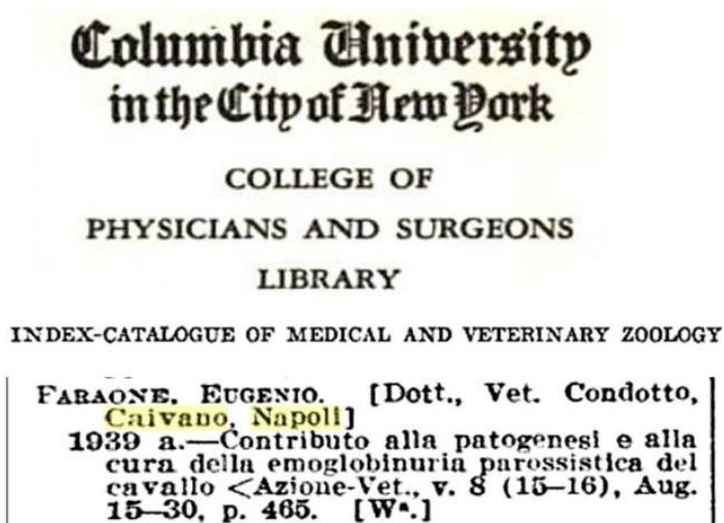 Columbia University
in the City of New York
COLLEGE OF
PHYSICIANS AND SURGEONS
LIBRARY
INDEX-CATALOGUE OF MEDICAL AND VETERINARY ZOOLOGY
FARAONE, EUGENIO. [Dott., Vet. Condotto,
Caivano, Napoli]
1939 a.—Contributo alla patogenesi e alla
cura della emoglobinuria parossistica del
cavallo <Azione-Vet., v. 8 (15–16), Aug.
15–30, p. 465. [Wᵃ.]